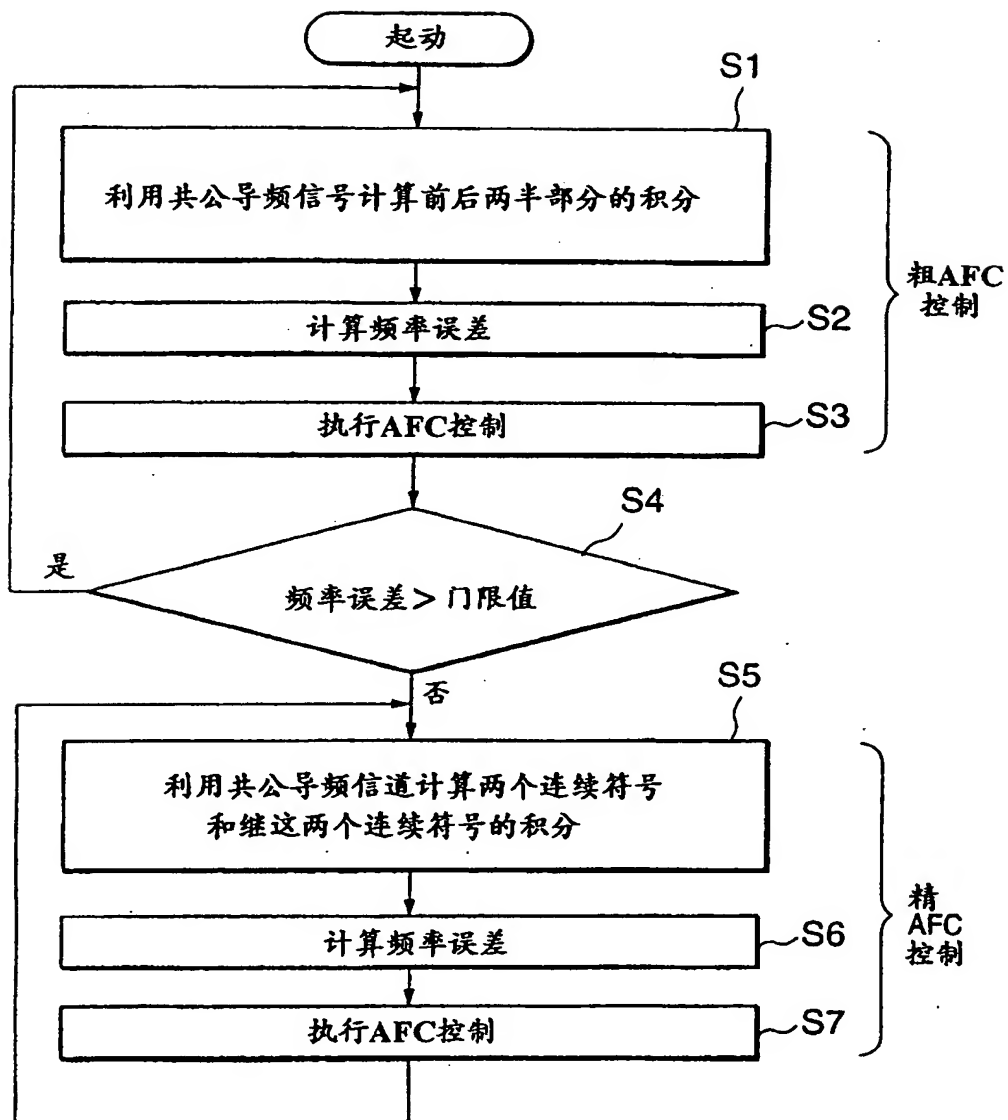 起动
S1
利用共公导频信号计算前后两半部分的积分
粗AFC
控制
计算频率误差
S2
执行AFC控制
S3
S4
是
频率误差＞门限值
否
S5
利用共公导频信道计算两个连续符号
和继这两个连续符号的积分
精
AFC
控制
计算频率误差
S6
执行AFC控制
S7